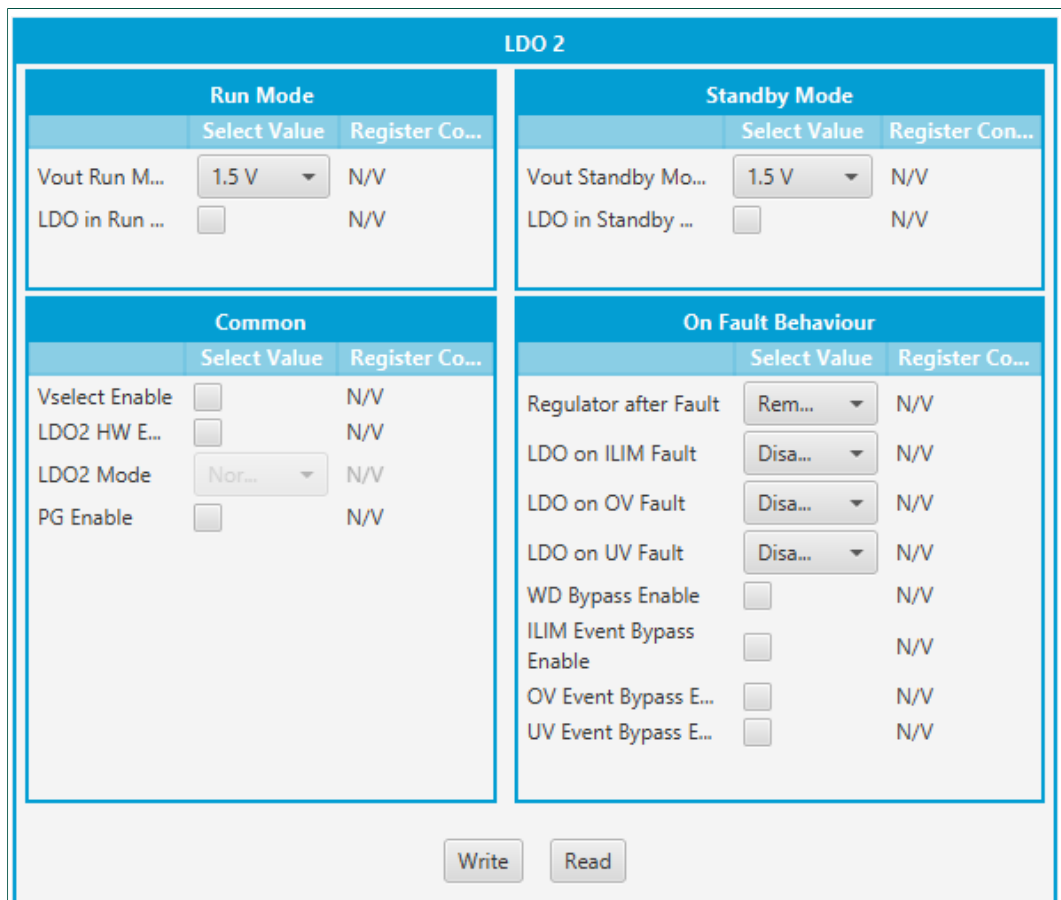 LDO 2
Run Mode
Select Value Register Co...
Vout Run M... 1.5 V N/V
LDO in Run ... N/V
Standby Mode
Select Value Register Con...
Vout Standby Mo... 1.5 V N/V
LDO in Standby ... N/V
Common
Select Value Register Co...
Vselect Enable N/V
LDO2 HW E... N/V
LDO2 Mode Nor... N/V
PG Enable N/V
On Fault Behaviour
Select Value Register Co...
Regulator after Fault Rem... N/V
LDO on ILIM Fault Disa... N/V
LDO on OV Fault Disa... N/V
LDO on UV Fault Disa... N/V
WD Bypass Enable N/V
ILIM Event Bypass
Enable N/V
OV Event Bypass E... N/V
UV Event Bypass E... N/V
Write Read